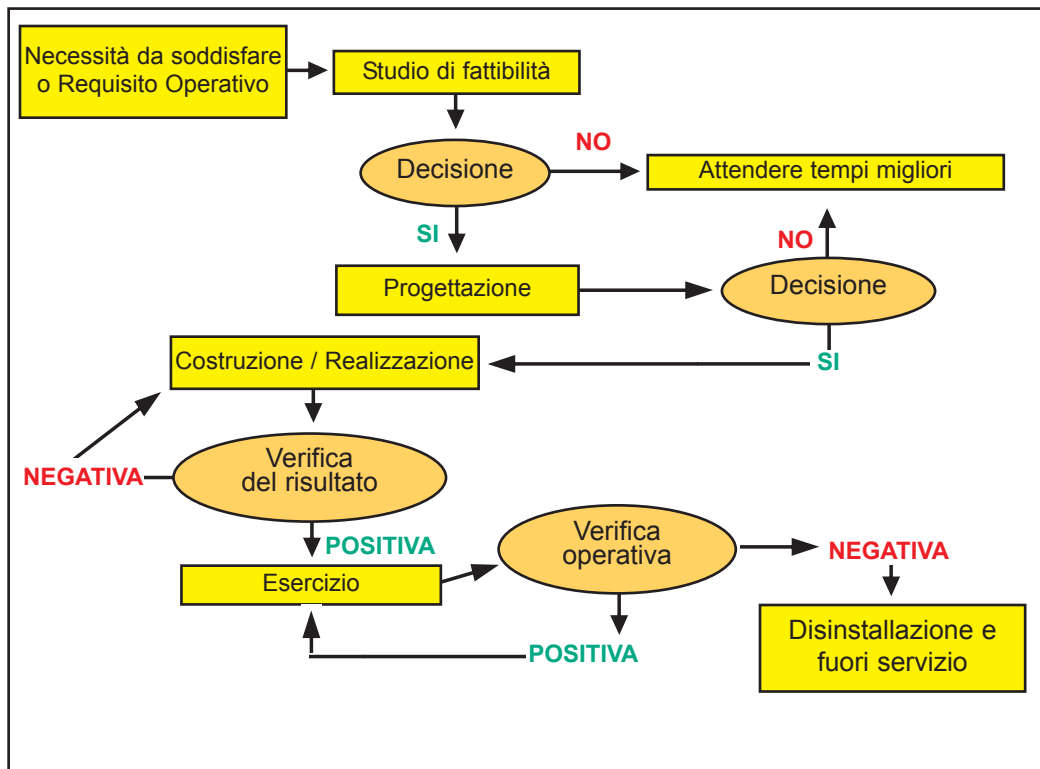 Necessità da soddisfare
o Requisito Operativo
Studio di fattibilità
Decisione
NO
Attendere tempi migliori
SI
NO
Progettazione
Decisione
Costruzione / Realizzazione
SI
NEGATIVA
Verifica
del risultato
POSITIVA
Verifica
operativa
NEGATIVA
Esercizio
POSITIVA
Disinstallazione e
fuori servizio